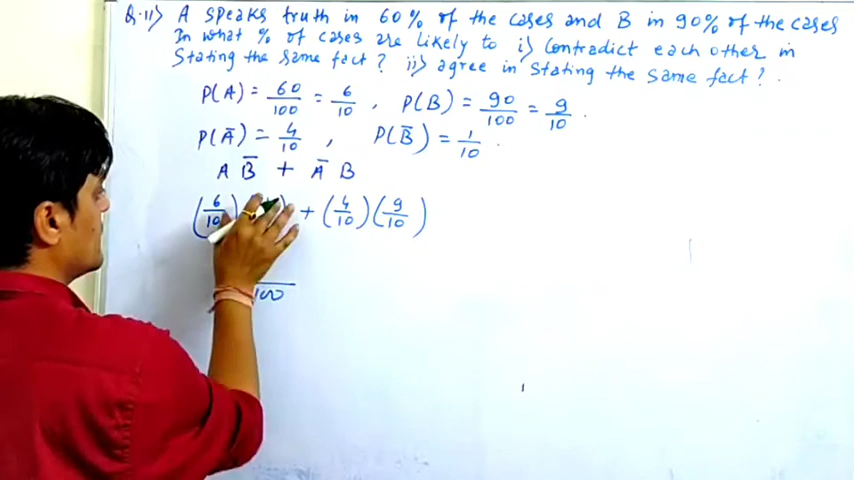 Q.11) A speaks truth in 60% of the cases and B in 90% of the cases
In what % of cases are likely to i) contradict each other in
Stating the same fact? ii) agree in stating the same fact?.
P(A) = 60/100 = 6/10 , P(B) = 90/100 = 9/10 .
P(Ā) = 4/10 , P(B̄) = 1/10 .
A B̄ + Ā B
(6/10) + (4/10)(9/10)
100